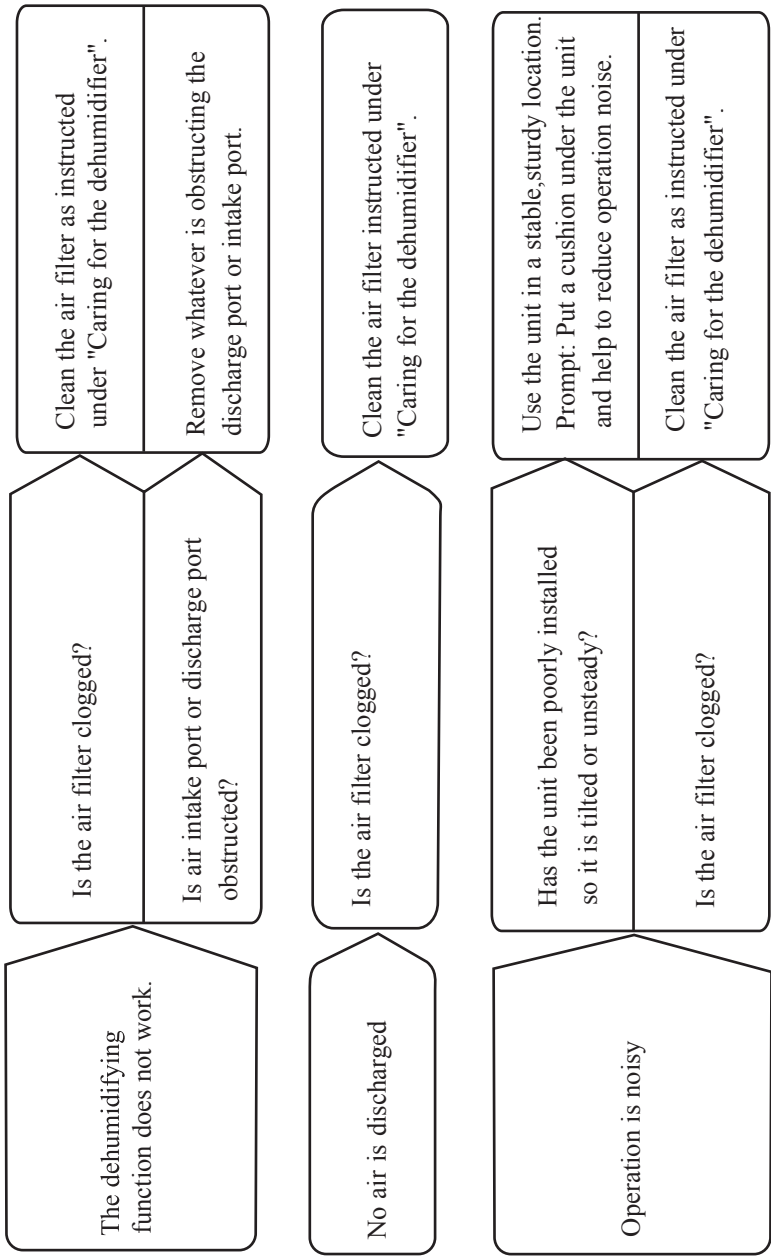 The dehumidifying
function does not work.
Is the air filter clogged?
Clean the air filter as instructed
under "Caring for the dehumidifier".
Is air intake port or discharge port
obstructed?
Remove whatever is obstructing the
discharge port or intake port.
No air is discharged
Is the air filter clogged?
Clean the air filter instructed under
"Caring for the dehumidifier".
Operation is noisy
Has the unit been poorly installed
so it is tilted or unsteady?
Use the unit in a stable,sturdy location.
Prompt: Put a cushion under the unit
and help to reduce operation noise.
Is the air filter clogged?
Clean the air filter as instructed under
"Caring for the dehumidifier".